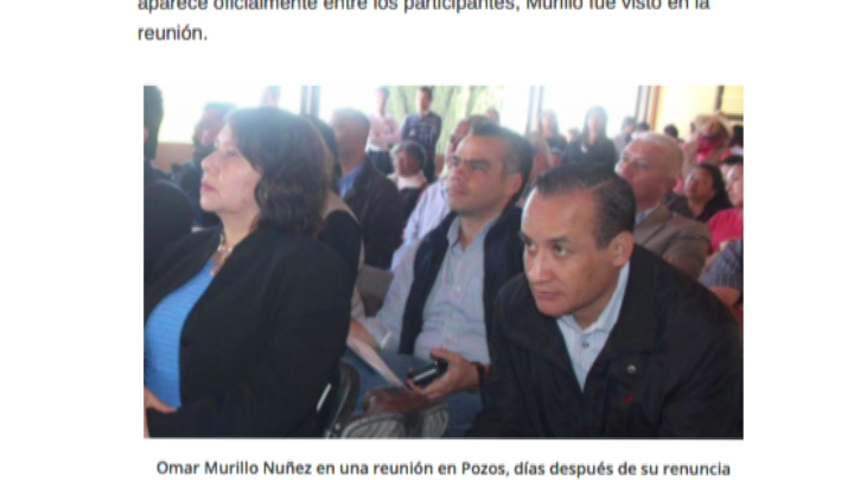 aparece oficialmente entre los participantes, Murillo fue visto en la
reunión.
Omar Murillo Nuñez en una reunión en Pozos, días después de su renuncia